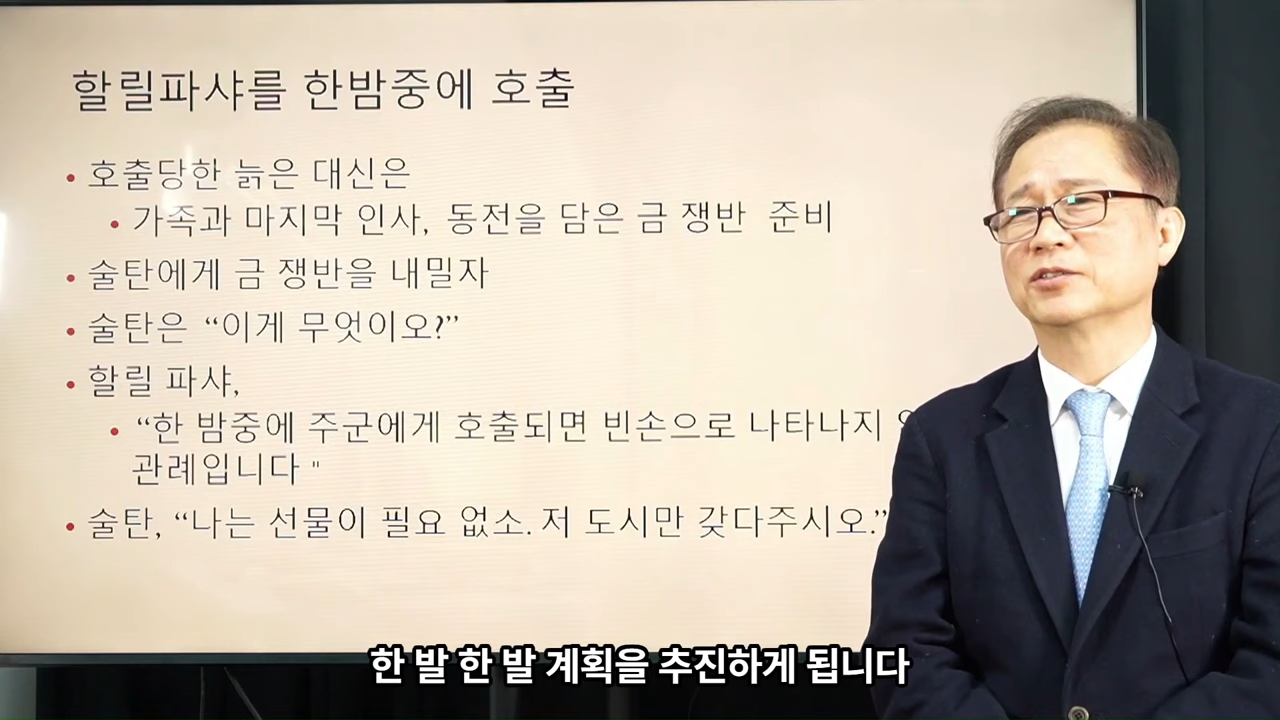 할릴파샤를 한밤중에 호출
• 호출당한 늙은 대신은
• 가족과 마지막 인사, 동전을 담은 금 쟁반 준비
• 술탄에게 금 쟁반을 내밀자
• 술탄은 “이게 무엇이오?”
• 할릴 파샤,
• “한 밤중에 주군에게 호출되면 빈손으로 나타나지
관례입니다 "
• 술탄, “나는 선물이 필요 없소. 저 도시만 갖다주시오.”
한 발 한 발 계획을 추진하게 됩니다